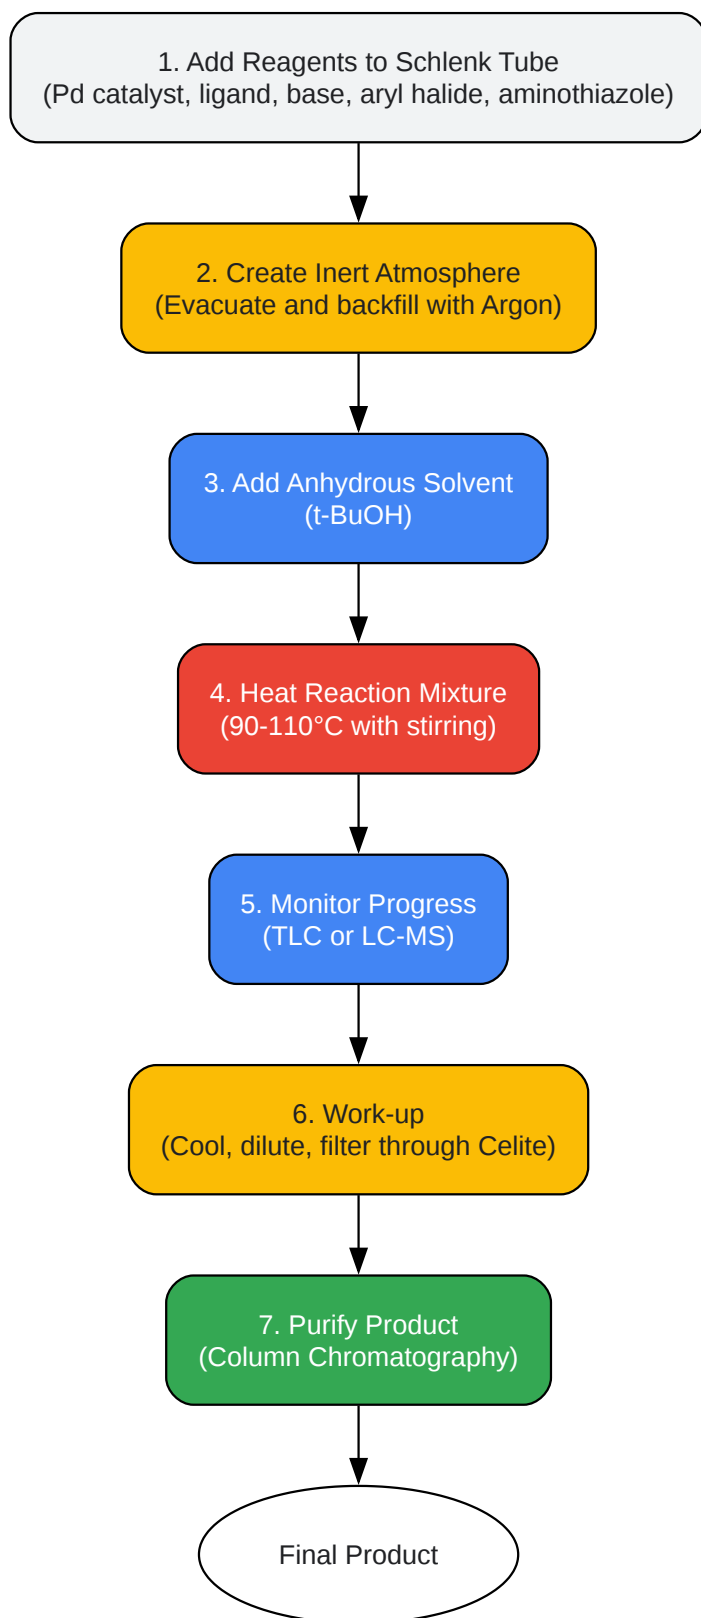 1. Add Reagents to Schlenk Tube
(Pd catalyst, ligand, base, aryl halide, aminothiazole)
2. Create Inert Atmosphere
(Evacuate and backfill with Argon)
3. Add Anhydrous Solvent
(t-BuOH)
4. Heat Reaction Mixture
(90-110°C with stirring)
5. Monitor Progress
(TLC or LC-MS)
6. Work-up
(Cool, dilute, filter through Celite)
7. Purify Product
(Column Chromatography)
Final Product